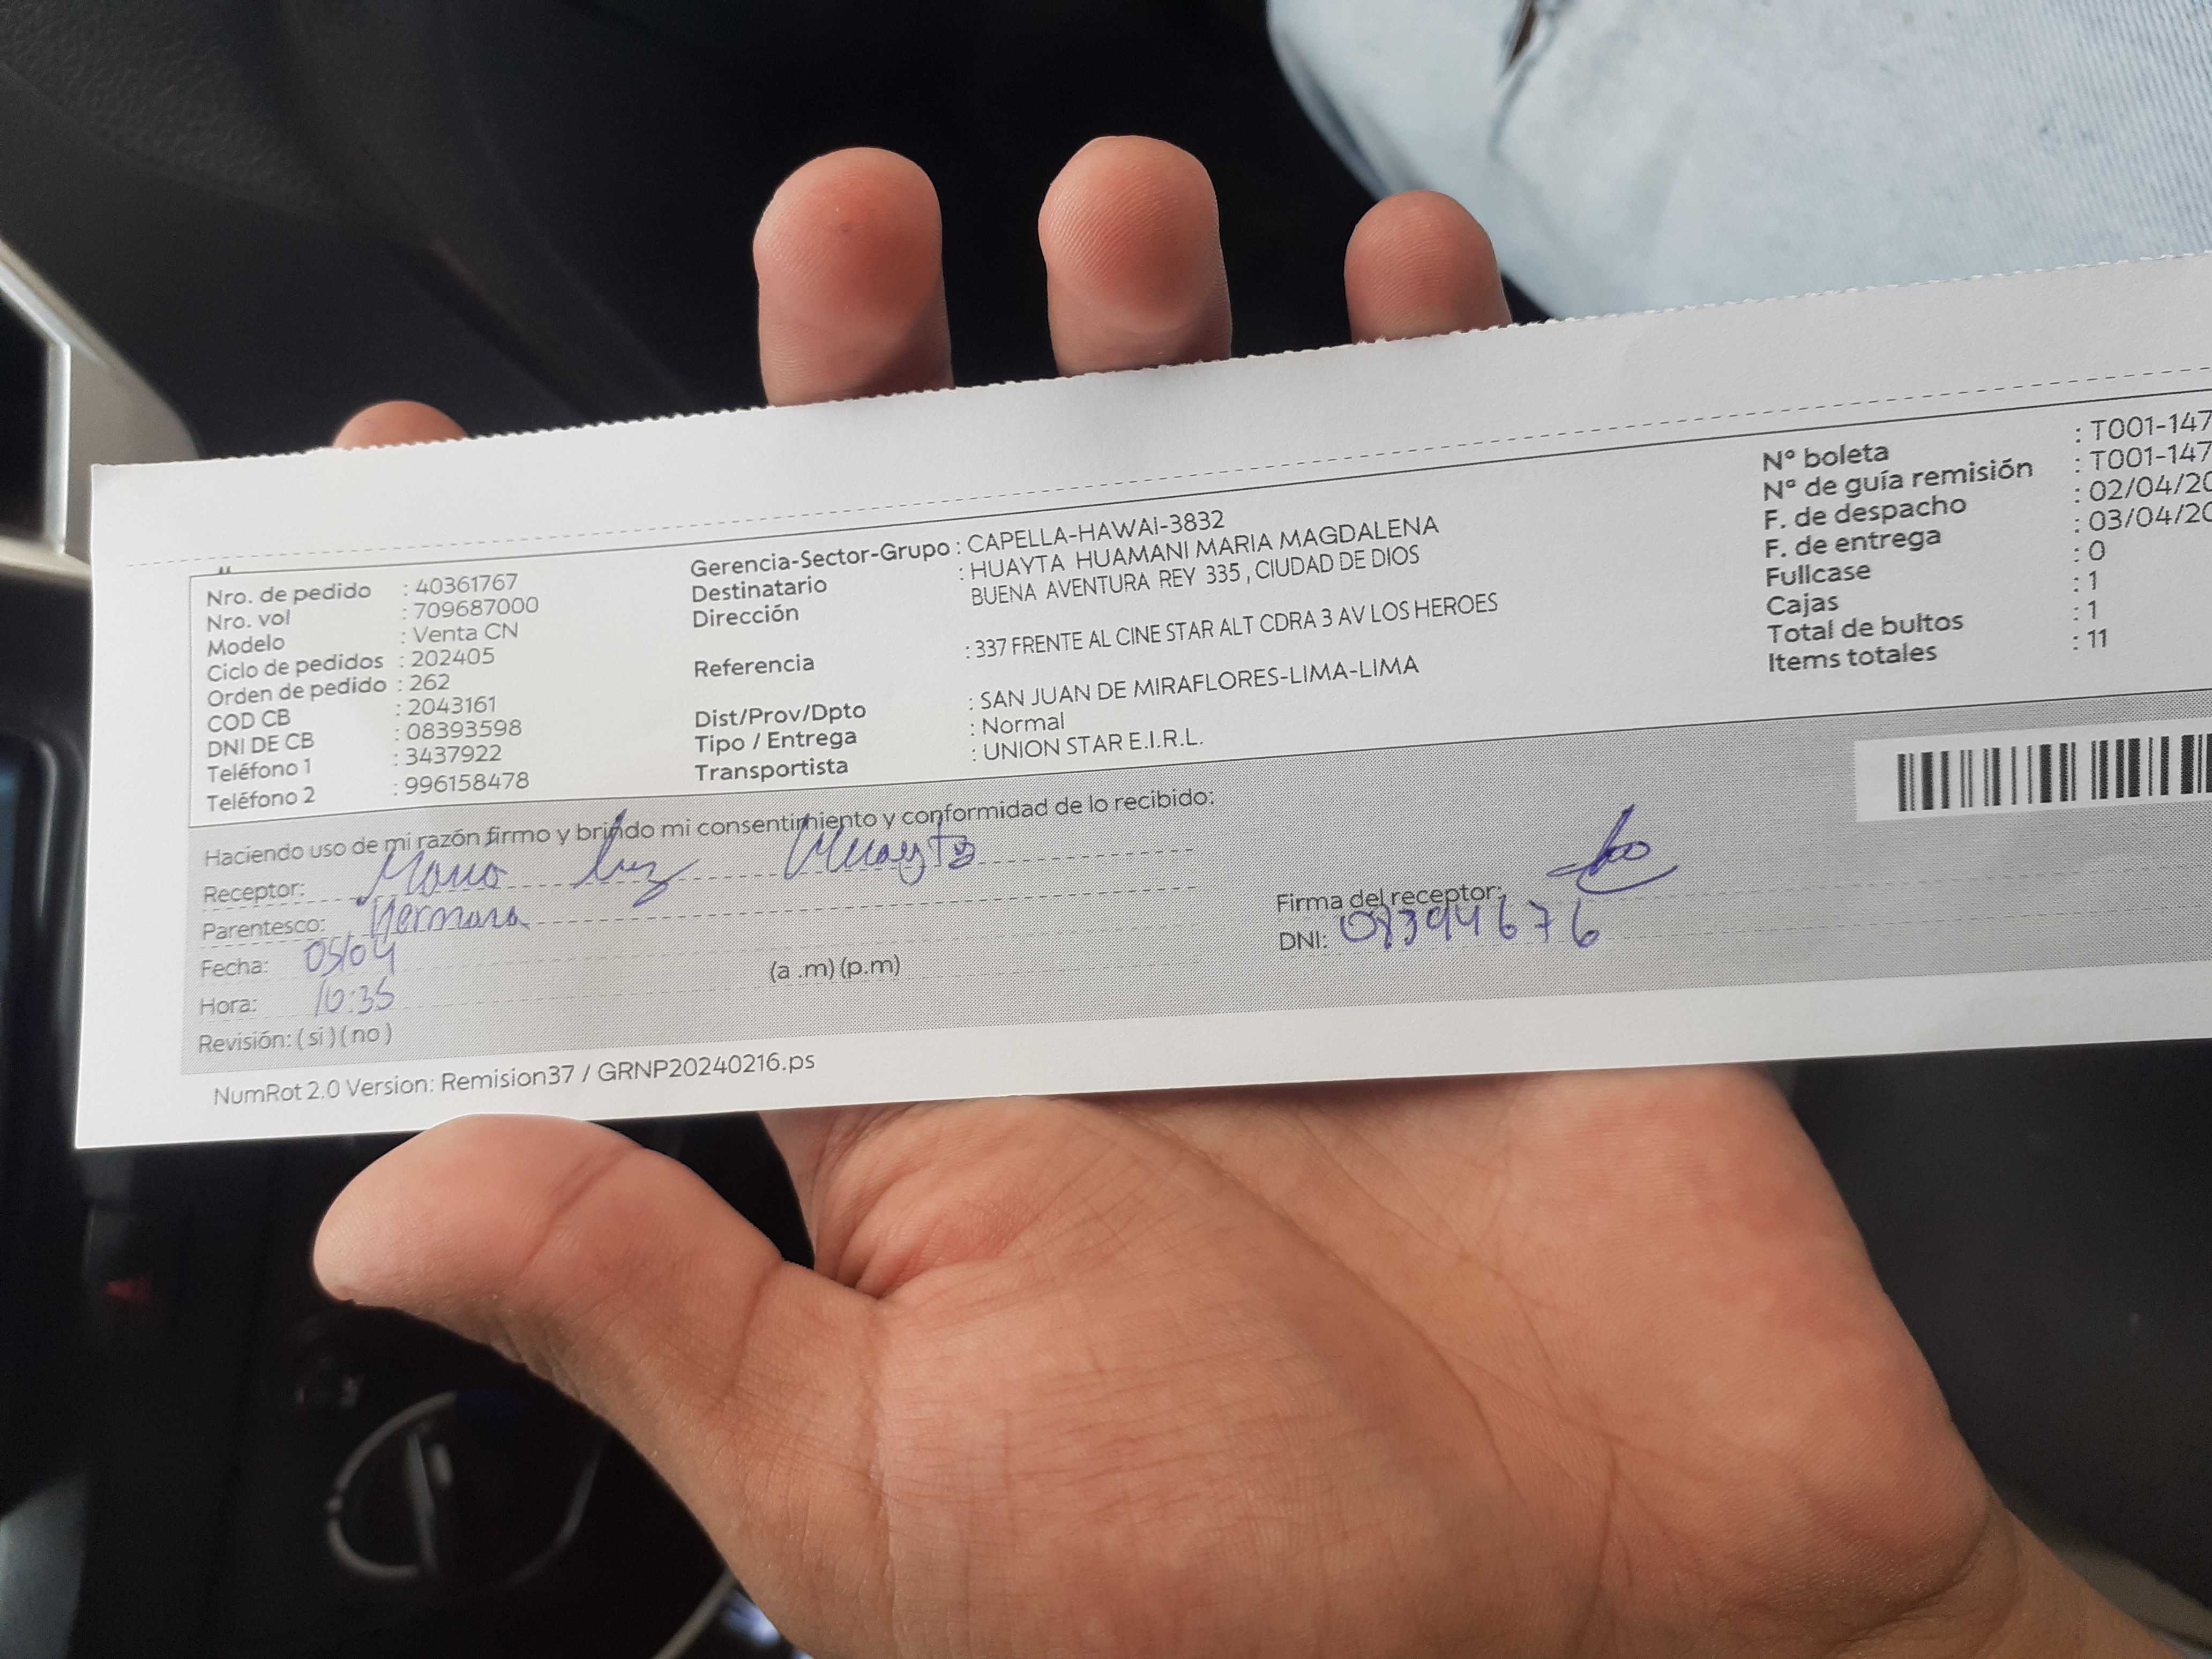 Nro. de pedido : 40361767
Nro. vol : 709687000
Modelo : Venta CN
Ciclo de pedidos : 202405
Orden de pedido : 262
COD CB : 2043161
DNI DE CB : 08393598
Teléfono 1 : 3437922
Teléfono 2 : 996158478
Gerencia-Sector-Grupo : CAPELLA-HAWAI-3832
Destinatario : HUAYTA HUAMANI MARIA MAGDALENA
Dirección BUENA AVENTURA REY 335 , CIUDAD DE DIOS
Referencia : 337 FRENTE AL CINE STAR ALT CDRA 3 AV LOS HEROES
Dist/Prov/Dpto : SAN JUAN DE MIRAFLORES-LIMA-LIMA
Tipo / Entrega : Normal
Transportista : UNION STAR E.I.R.L.
N° boleta : T001-147
N° de guía remisión : T001-147
F. de despacho : 02/04/20
F. de entrega : 03/04/20
Fullcase : 0
Cajas : 1
Total de bultos : 1
Items totales : 11
Haciendo uso de mi razón firmo y brindo mi consentimiento y conformidad de lo recibido:
Receptor: Luz Huayta
Parentesco: Hermana
Fecha: 05/04
Hora: 10:35 (a .m) (p.m)
Revisión: ( si ) ( no )
Firma del receptor:
DNI: 08394676
NumRot 2.0 Version: Remision37 / GRNP20240216.ps